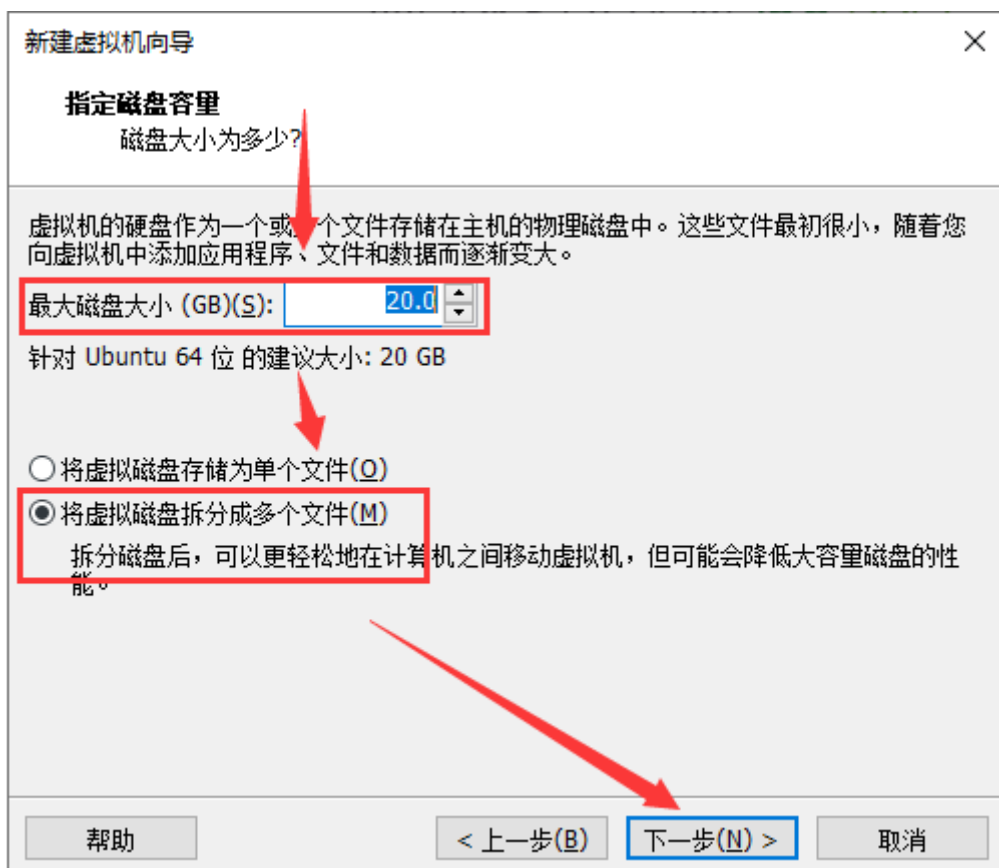 新建虚拟机向导
指定磁盘容量
磁盘大小为多少?
虚拟机的硬盘作为一个或 个文件存储在主机的物理磁盘中。这些文件最初很小，随着您
向虚拟机中添加应用程序、文件和数据而逐渐变大。
最大磁盘大小 (GB)(S): 20.0
针对 Ubuntu 64 位 的建议大小: 20 GB
将虚拟磁盘存储为单个文件(O)
将虚拟磁盘拆分成多个文件(M)
拆分磁盘后，可以更轻松地在计算机之间移动虚拟机，但可能会降低大容量磁盘的性
能。
帮助 < 上一步(B) 下一步(N) > 取消